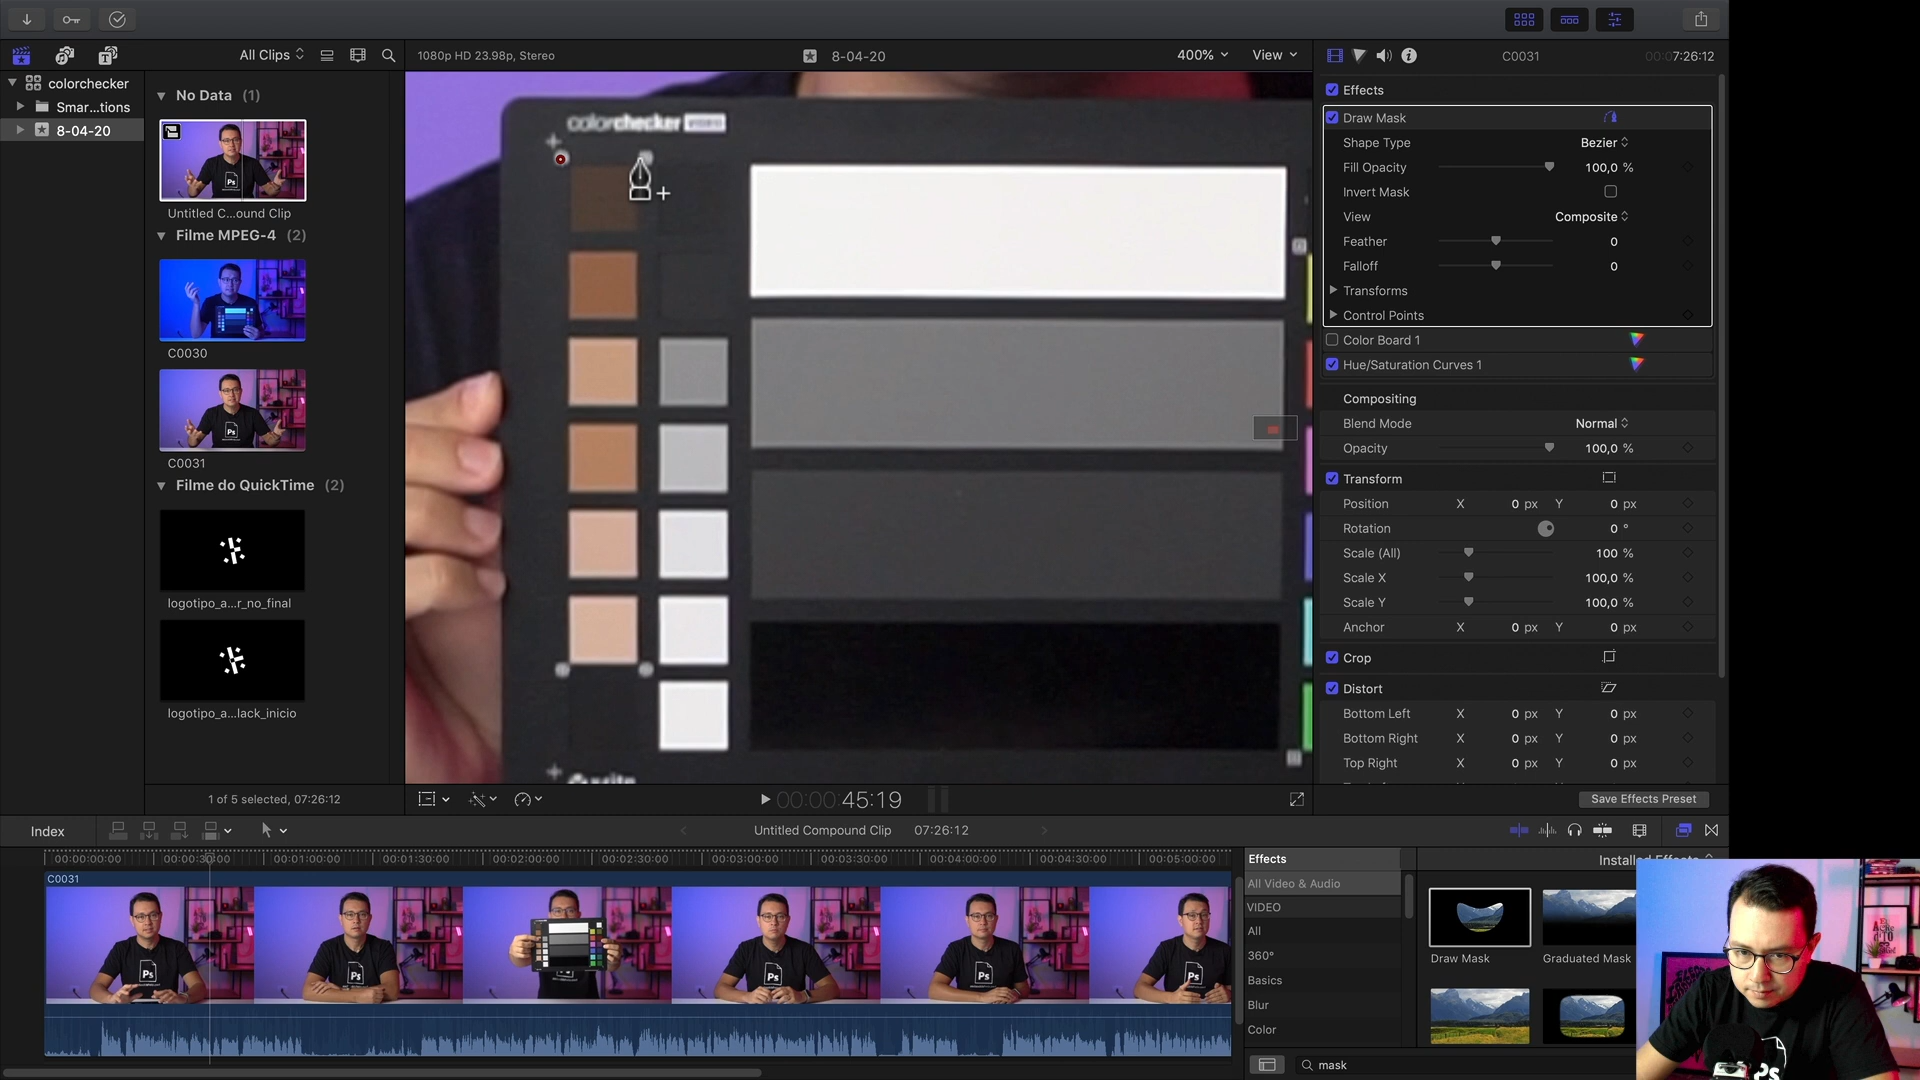 All Clips
1080p HD 23.98p, Stereo
8-04-20
400%
View
C0031
00:00:07:26:12
colorchecker
Smar...tions
8-04-20
No Data (1)
Untitled C...ound Clip
Filme MPEG-4 (2)
C0030
C0031
Filme do QuickTime (2)
logotipo_a...r_no_final
logotipo_a...lack_inicio
1 of 5 selected, 07:26:12
colorchecker VIDEO
Ps
Effects
Draw Mask
Shape Type
Bezier
Fill Opacity
100,0 %
Invert Mask
View
Composite
Feather
0
Falloff
0
Transforms
Control Points
Color Board 1
Hue/Saturation Curves 1
Compositing
Blend Mode
Normal
Opacity
100,0 %
Transform
Position X 0 px Y 0 px
Rotation 0 °
Scale (All) 100 %
Scale X 100,0 %
Scale Y 100,0 %
Anchor X 0 px Y 0 px
Crop
Distort
Bottom Left X 0 px Y 0 px
Bottom Right X 0 px Y 0 px
Top Right X 0 px Y 0 px
Save Effects Preset
00:00:00:45:19
Index
Untitled Compound Clip
07:26:12
00:00:00:00
00:00:30:00
00:01:00:00
00:01:30:00
00:02:00:00
00:02:30:00
00:03:00:00
00:03:30:00
00:04:00:00
00:04:30:00
00:05:00:00
C0031
Effects
Installed Effects
All Video & Audio
VIDEO
All
360°
Basics
Blur
Color
Draw Mask
Graduated Mask
mask